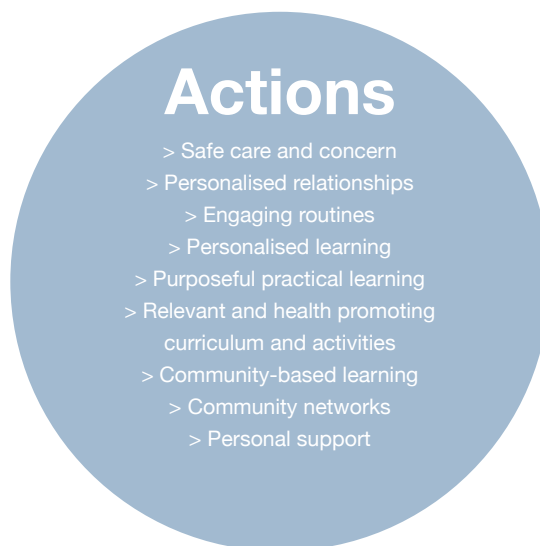 Actions
> Safe care and concern
> Personalised relationships
> Engaging routines
> Personalised learning
> Purposeful practical learning
> Relevant and health promoting
curriculum and activities
> Community-based learning
> Community networks
> Personal support